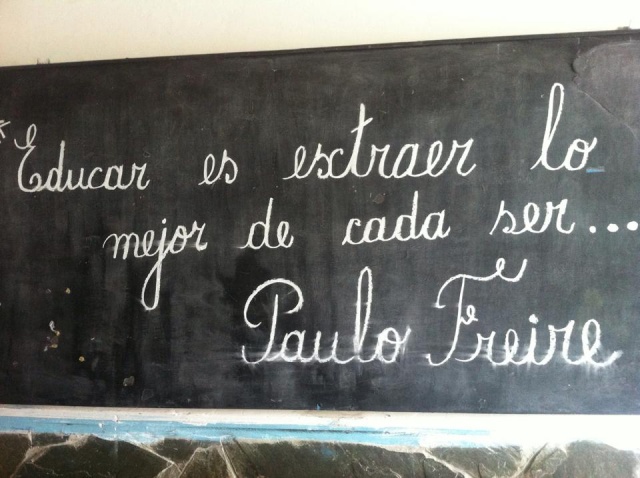 * Educar es extraer lo
mejor de cada ser...
Paulo Freire